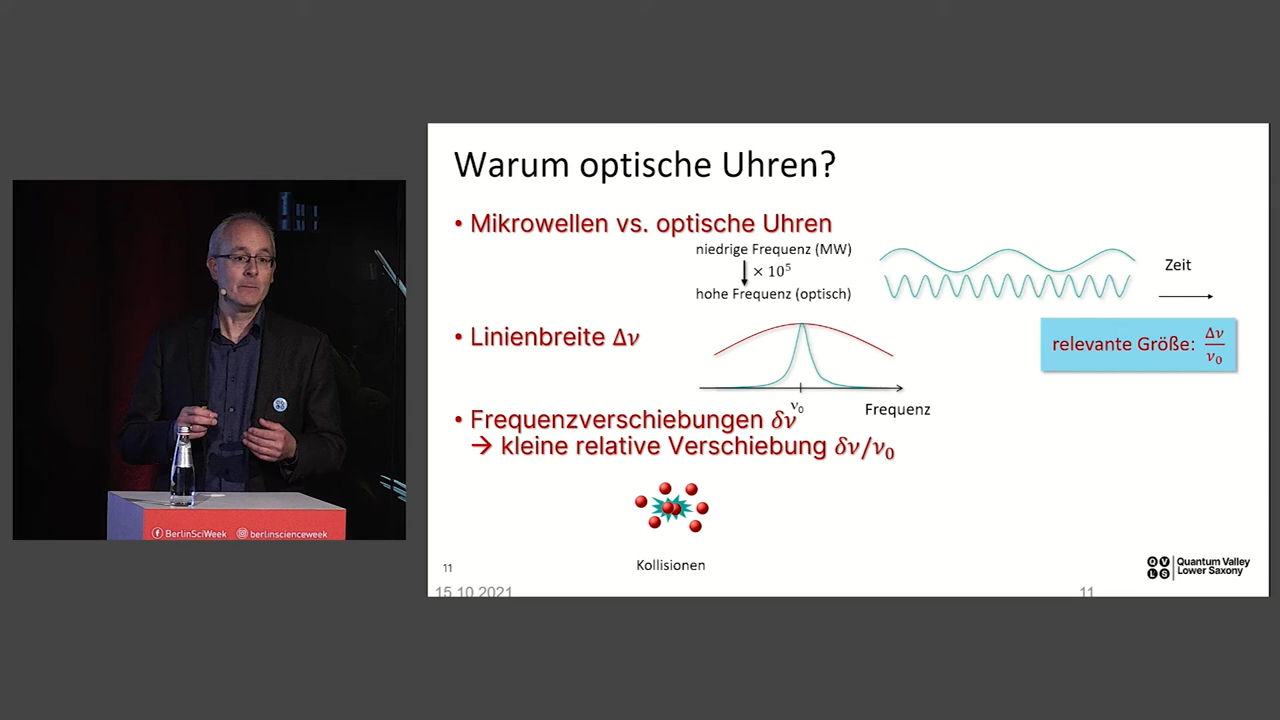 Warum optische Uhren?
• Mikrowellen vs. optische Uhren
niedrige Frequenz (MW)
× 10⁵
hohe Frequenz (optisch)
Zeit
• Linienbreite Δν
relevante Größe: Δν/ν₀
ν₀
Frequenz
• Frequenzverschiebungen δν
→ kleine relative Verschiebung δν/ν₀
Kollisionen
11
15.10.2021
11
QVLS
Quantum Valley
Lower Saxony
BerlinSciWeek
berlinscienceweek